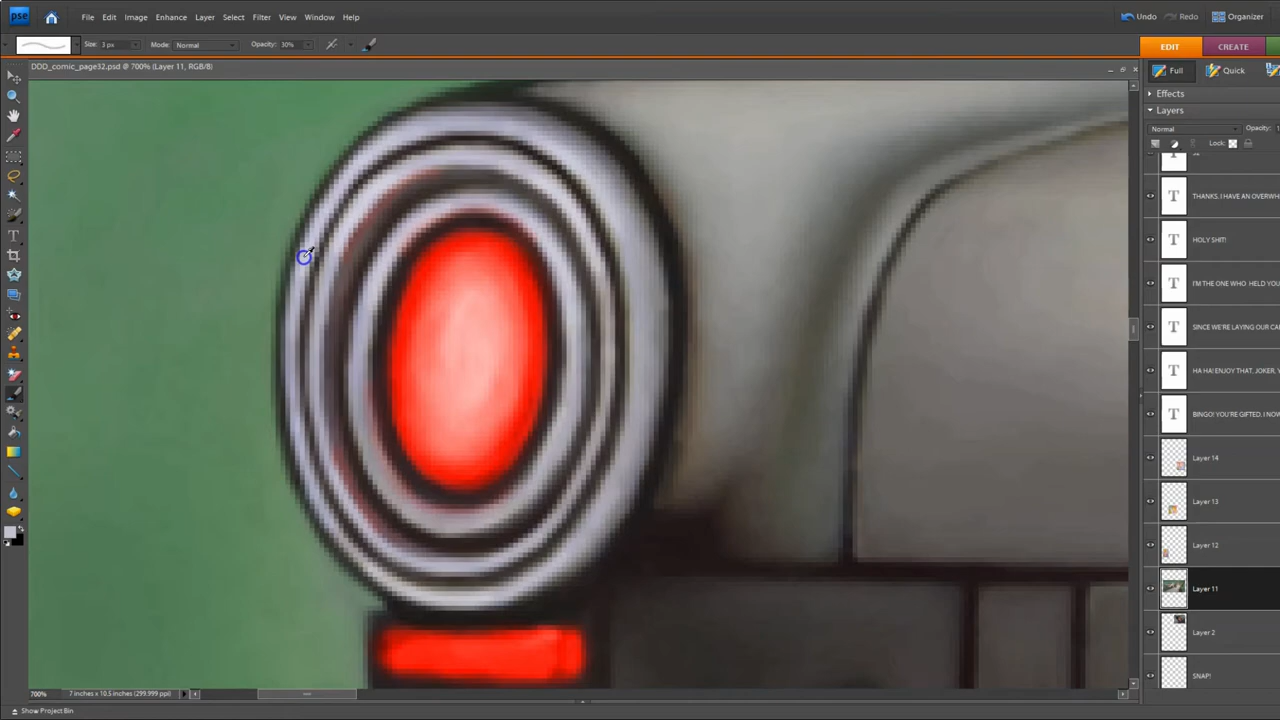 pse File Edit Image Enhance Layer Select Filter View Window Help Undo Redo Organizer
Size: 3 px Mode: Normal Opacity: 30% EDIT CREATE
DDD_comic_page32.psd @ 700% (Layer 11, RGB/8)
Full Quick
Effects
Layers
Normal Opacity: 1
Lock:
T THANKS, I HAVE AN OVERWH
T HOLY SHIT!
T I'M THE ONE WHO HELD YOU
T SINCE WE'RE LAYING OUR CA
T HA HA! ENJOY THAT, JOKER. Y
T BINGO! YOU'RE GIFTED. I NOW
Layer 14
Layer 13
Layer 12
Layer 11
Layer 2
SNAP!
700% 7 inches x 10.5 inches (299.999 ppi)
Show Project Bin